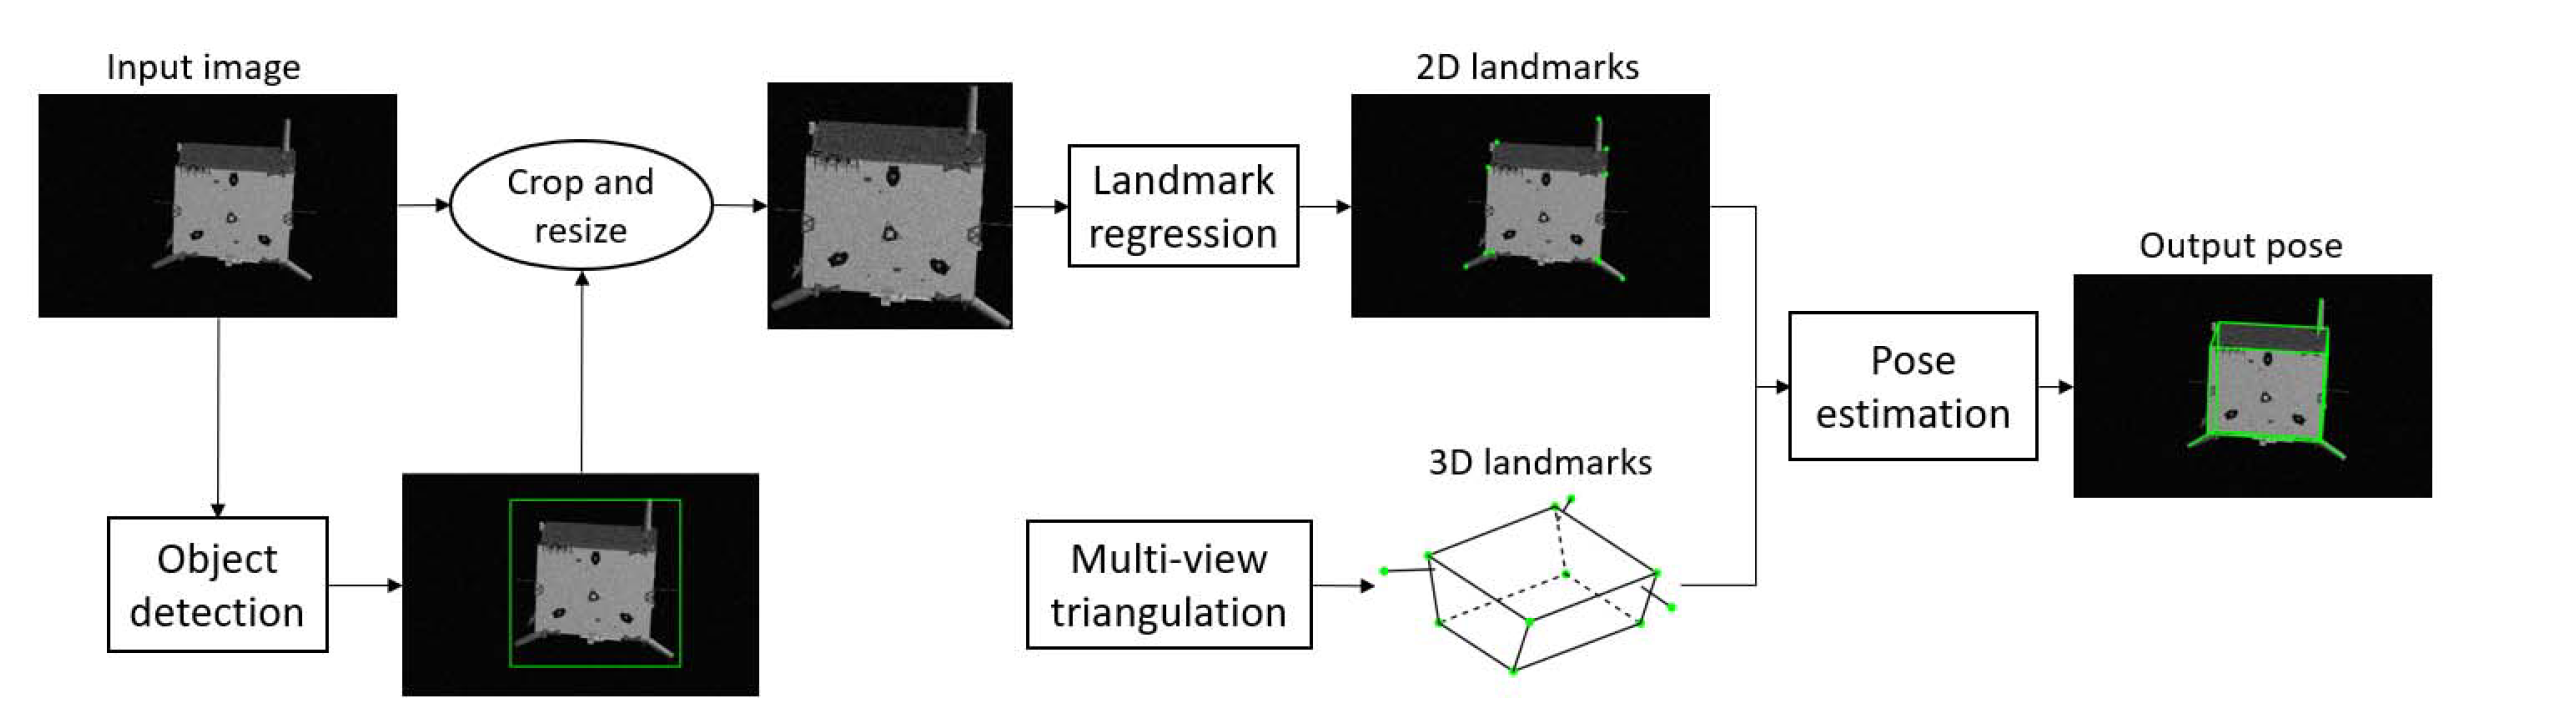 Input image
Crop and
resize
Landmark
regression
2D landmarks
Output pose
Pose
estimation
3D landmarks
Object
detection
Multi-view
triangulation